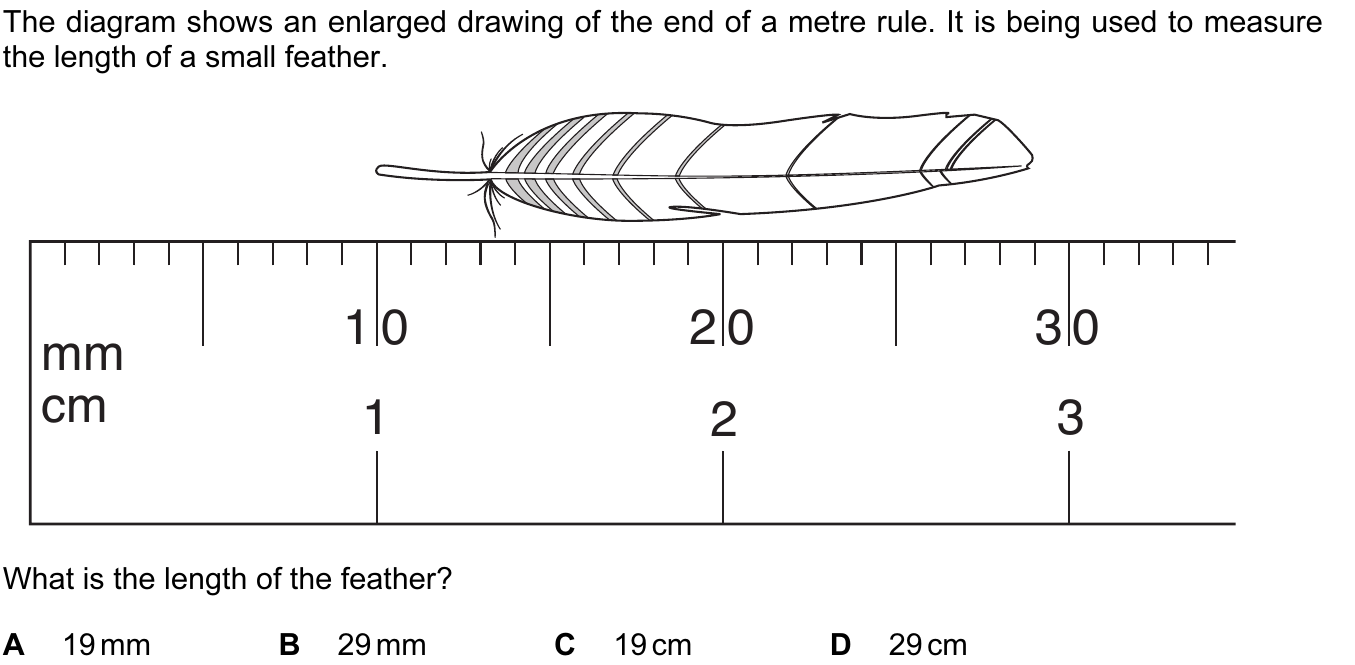 The diagram shows an enlarged drawing of the end of a metre rule. It is being used to measure
the length of a small feather.
10 20 30
mm
cm
1 2 3
What is the length of the feather?
A 19 mm B 29 mm C 19 cm D 29 cm